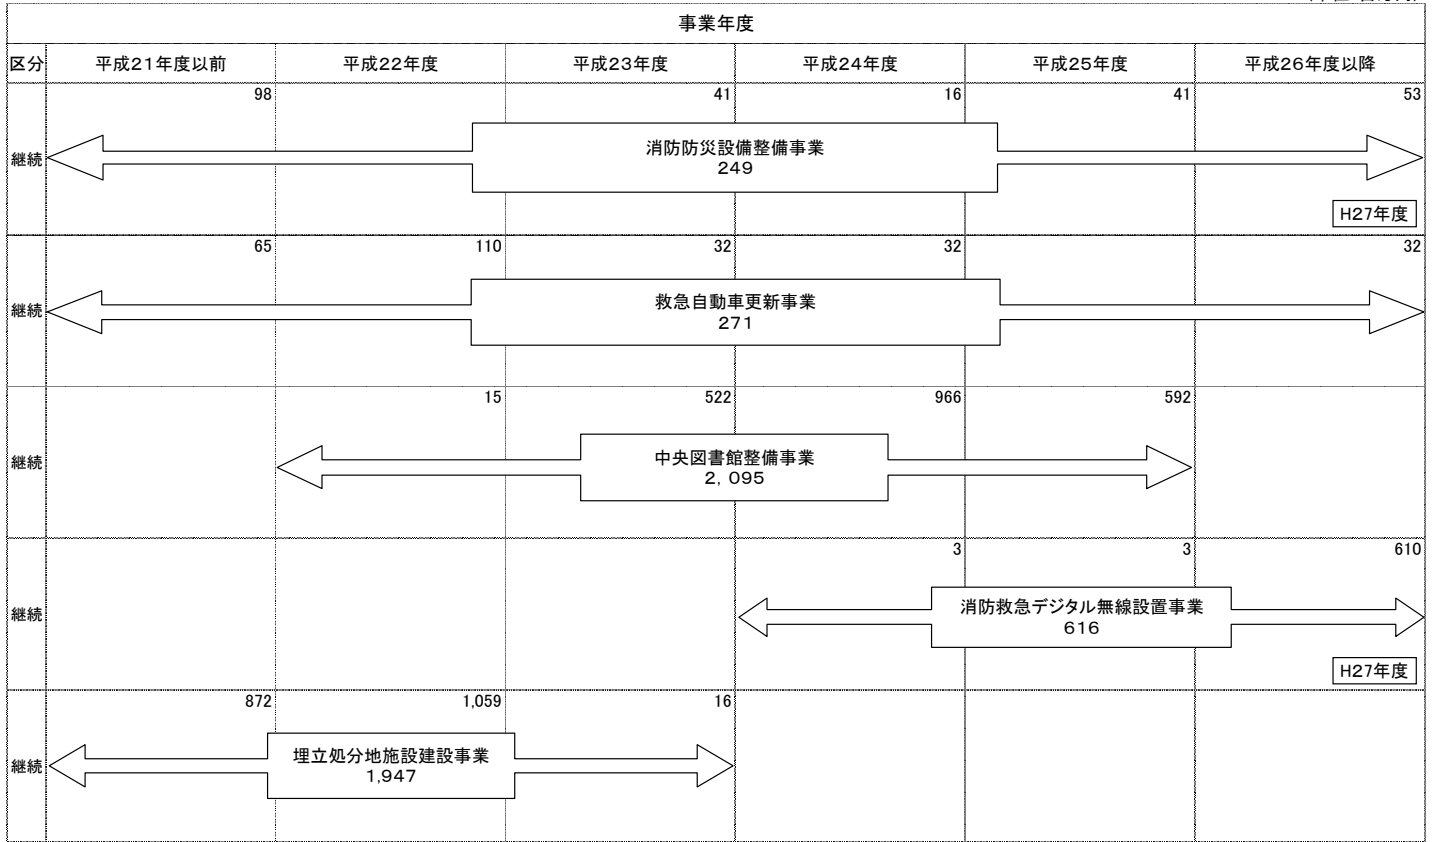 事業年度
区分 平成21年度以前 平成22年度 平成23年度 平成24年度 平成25年度 平成26年度以降
98 41 16 41 53
継続
消防防災設備整備事業
249
H27年度
65 110 32 32 32
継続
救急自動車更新事業
271
15 522 966 592
継続
中央図書館整備事業
2，095
3 3 610
継続
消防救急デジタル無線設置事業
616
H27年度
872 1,059 16
継続
埋立処分地施設建設事業
1,947